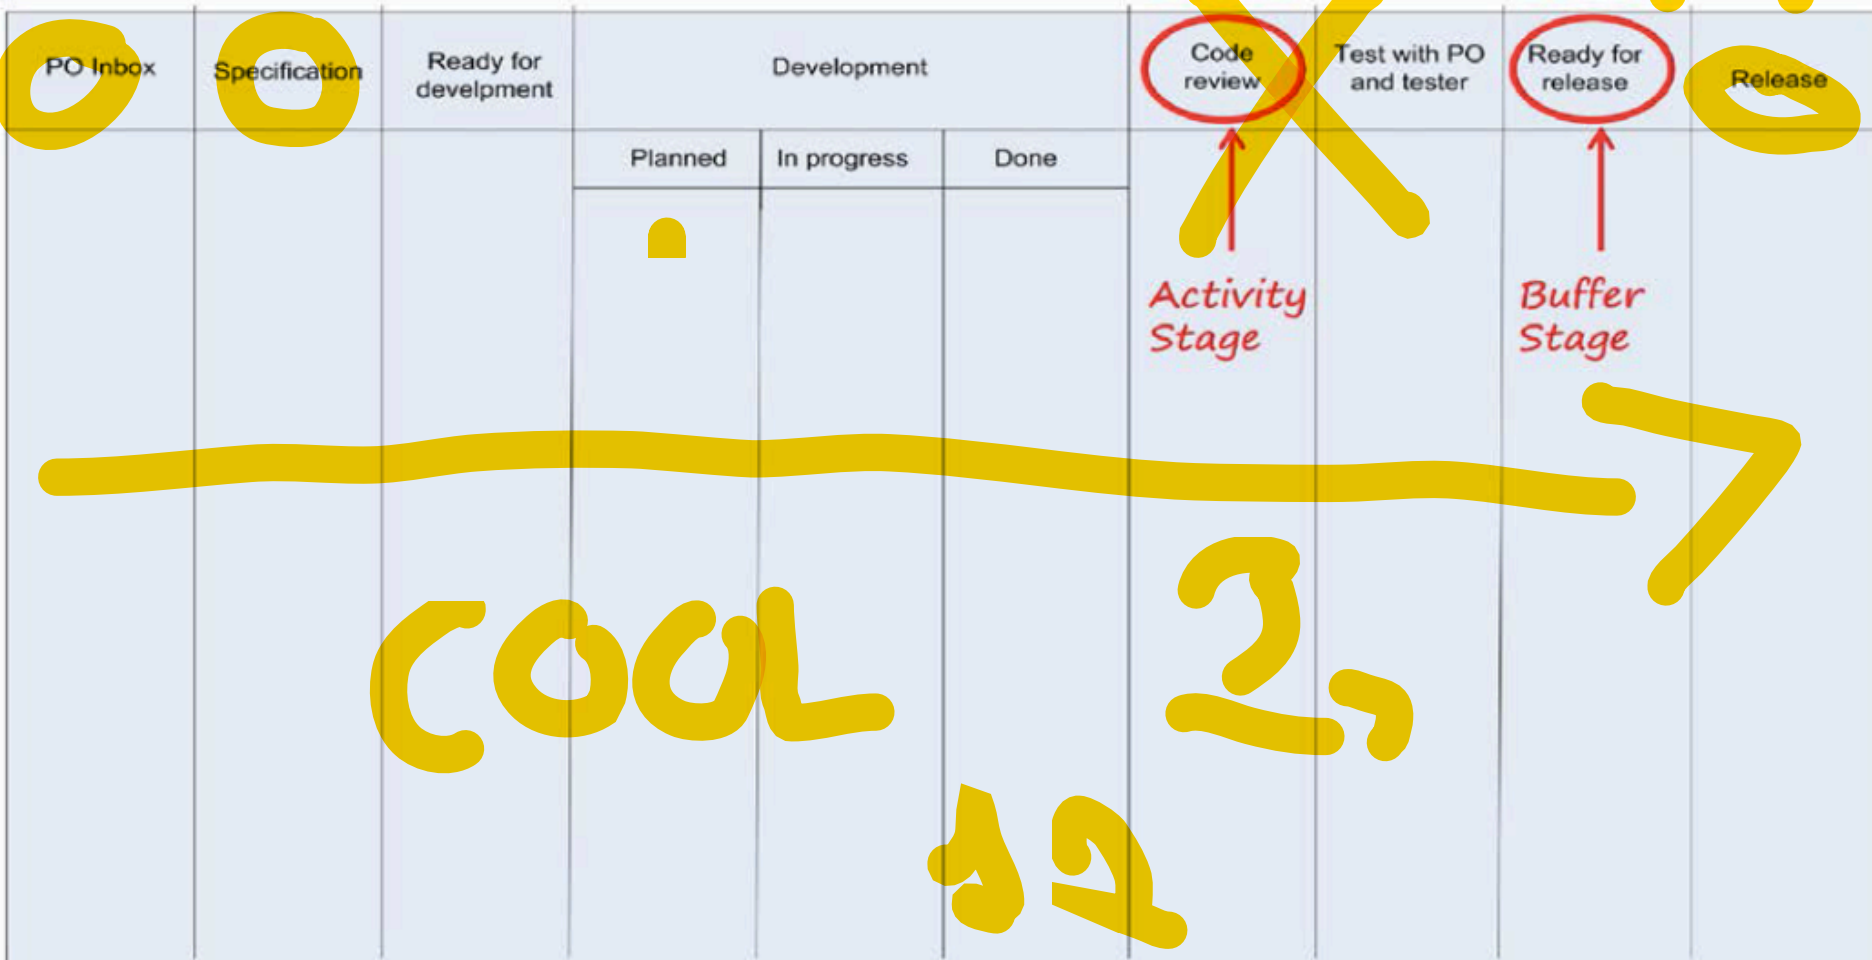 PO Inbox
Specification
Ready for
develpment
Development
Code
review
Test with PO
and tester
Ready for
release
Release
Planned
In progress
Done
Activity
Stage
Buffer
Stage
COOL
2,